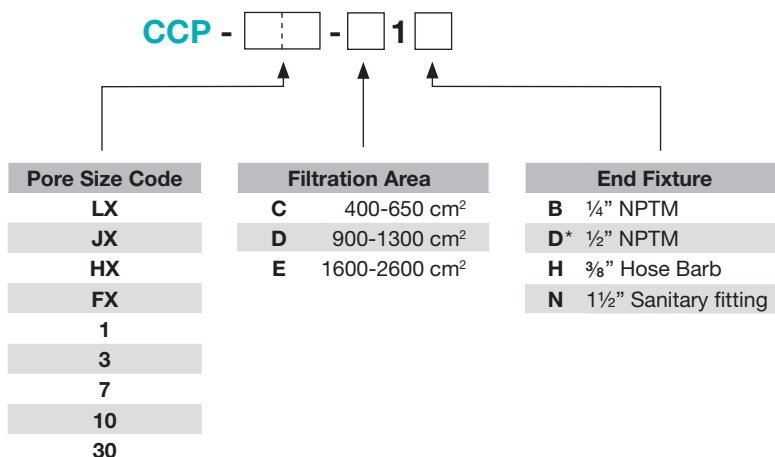 CCP - - 1
Pore Size Code
LX
JX
HX
FX
1
3
7
10
30
Filtration Area
C 400-650 cm²
D 900-1300 cm²
E 1600-2600 cm²
End Fixture
B ¼” NPTM
D* ½” NPTM
H ⅜” Hose Barb
N 1½” Sanitary fitting